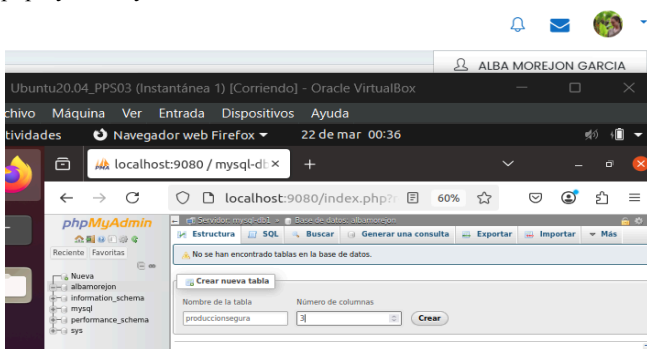 ALBA MOREJON GARCIA
Ubuntu20.04_PPS03 (Instantánea 1) [Corriendo] - Oracle VirtualBox
chivo Máquina Ver Entrada Dispositivos Ayuda
tividades Navegador web Firefox 22 de mar 00:36
localhost:9080 / mysql-db
localhost:9080/index.php?r 60%
phpMyAdmin
Servidor: mysql-db1 » Base de datos: albamorejon
Estructura SQL Buscar Generar una consulta Exportar Importar Más
Reciente Favoritas
No se han encontrado tablas en la base de datos.
Nueva
albamorejon
information_schema
mysql
performance_schema
sys
Crear nueva tabla
Nombre de la tabla Número de columnas
produccionsegura 3 Crear